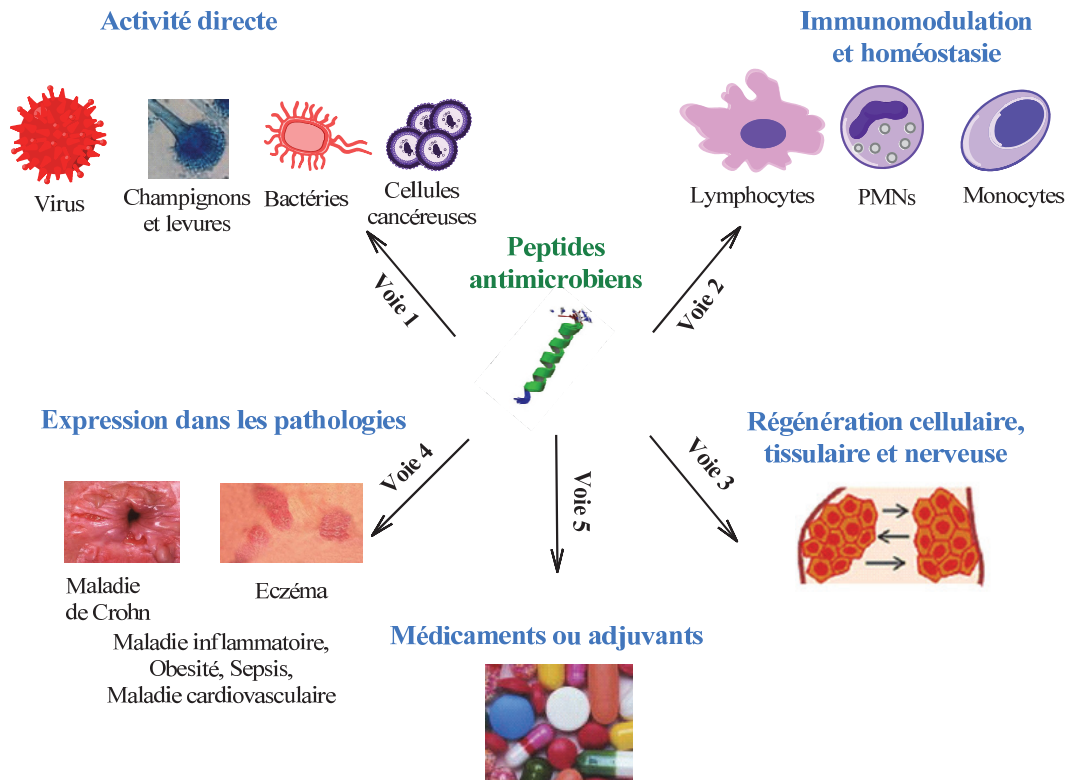 Activité directe
Immunomodulation
et homéostasie
Virus
Champignons
et levures
Bactéries
Cellules
cancéreuses
Lymphocytes
PMNs
Monocytes
Peptides
antimicrobiens
Voie 1
Voie 2
Expression dans les pathologies
Régénération cellulaire,
tissulaire et nerveuse
Voie 4
Voie 5
Voie 3
Maladie
de Crohn
Eczéma
Maladie inflammatoire,
Obesité, Sepsis,
Maladie cardiovasculaire
Médicaments ou adjuvants